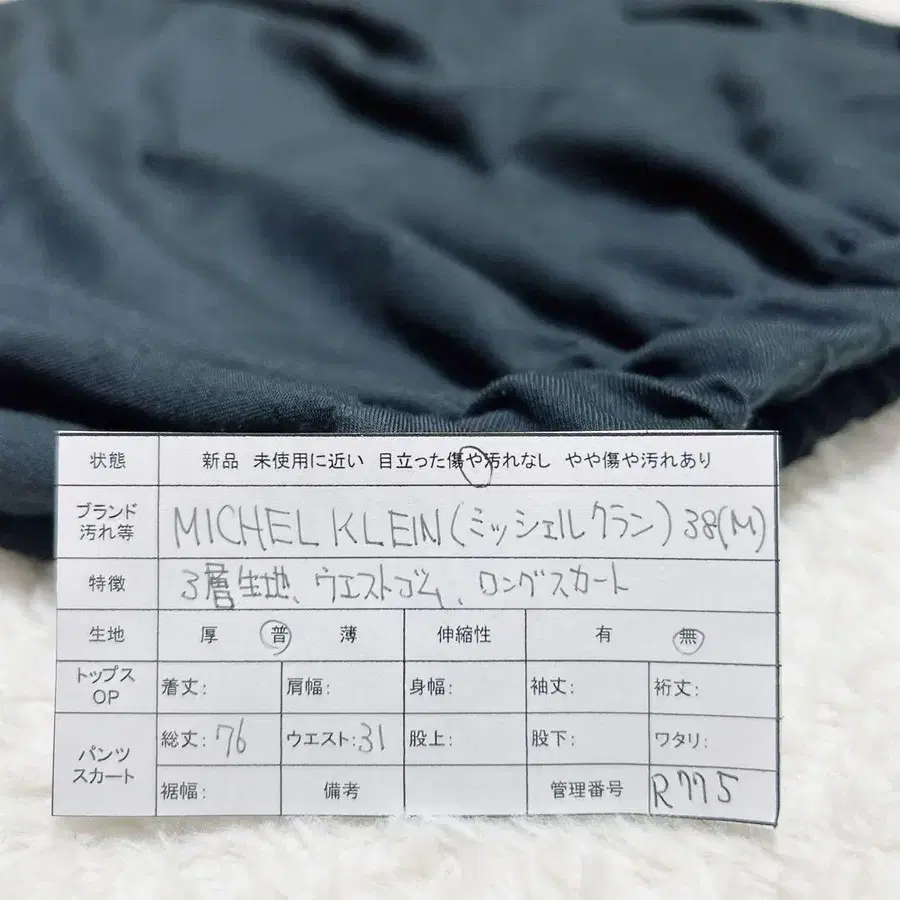 状態 新品 未使用に近い 目立った傷や汚れなし やや傷や汚れあり
ブランド
汚れ等 MICHEL KLEIN(ミッシェルクラン)38(M)
特徴 3層生地、ウエストゴム、ロングスカート
生地 厚 普 薄 伸縮性 有 無
トップス
OP 着丈: 肩幅: 身幅: 袖丈: 裄丈:
パンツ
スカート 総丈:76 ウエスト:31 股上: 股下: ワタリ:
裾幅: 備考 管理番号 R775